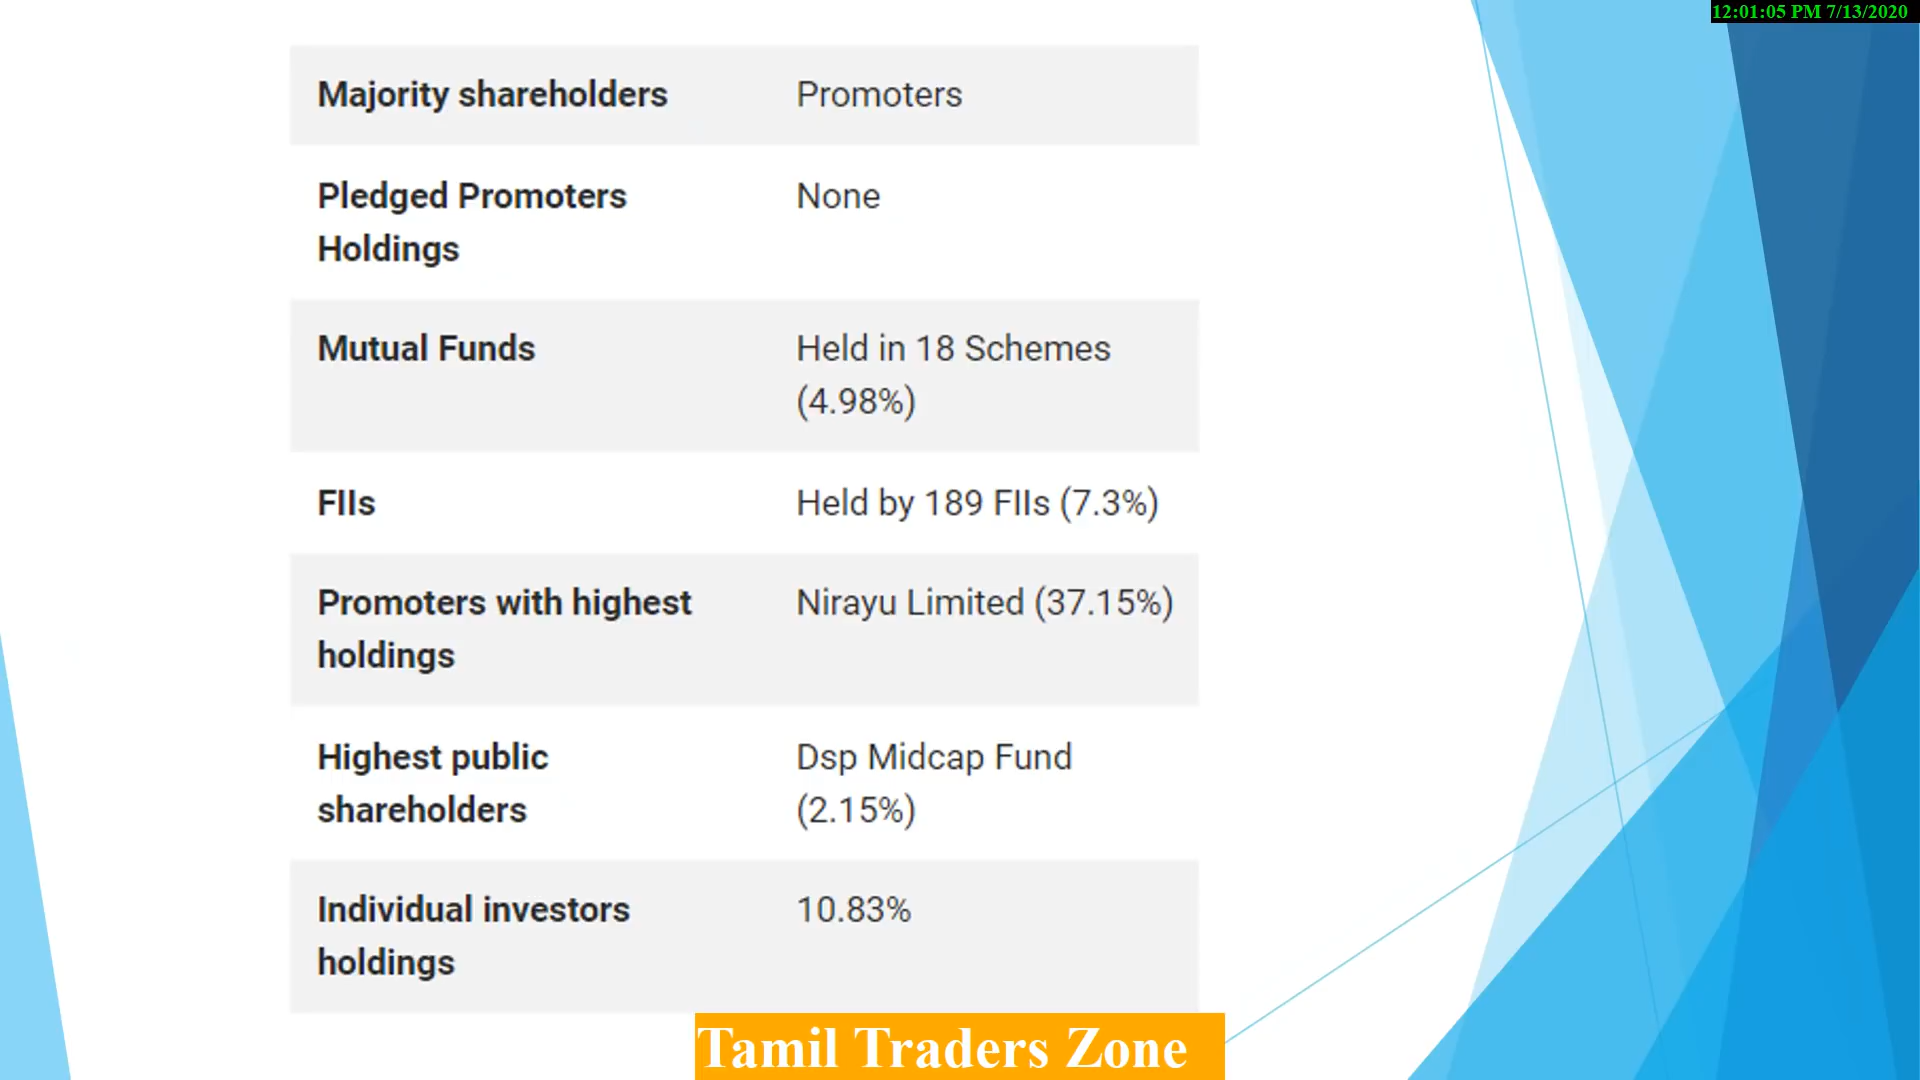 12:01:05 PM 7/13/2020
Majority shareholders Promoters
Pledged Promoters None
Holdings
Mutual Funds Held in 18 Schemes
(4.98%)
FIIs Held by 189 FIIs (7.3%)
Promoters with highest Nirayu Limited (37.15%)
holdings
Highest public Dsp Midcap Fund
shareholders (2.15%)
Individual investors 10.83%
holdings
Tamil Traders Zone